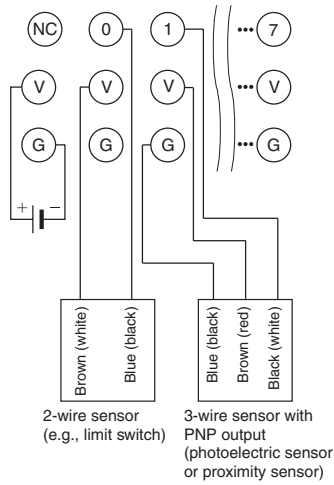 NC 0 1 ••• 7
V V V ••• V
G G G ••• G
+ −
Brown (white)
Blue (black)
Blue (black)
Brown (red)
Black (white)
2-wire sensor
(e.g., limit switch)
3-wire sensor with
PNP output
(photoelectric sensor
or proximity sensor)